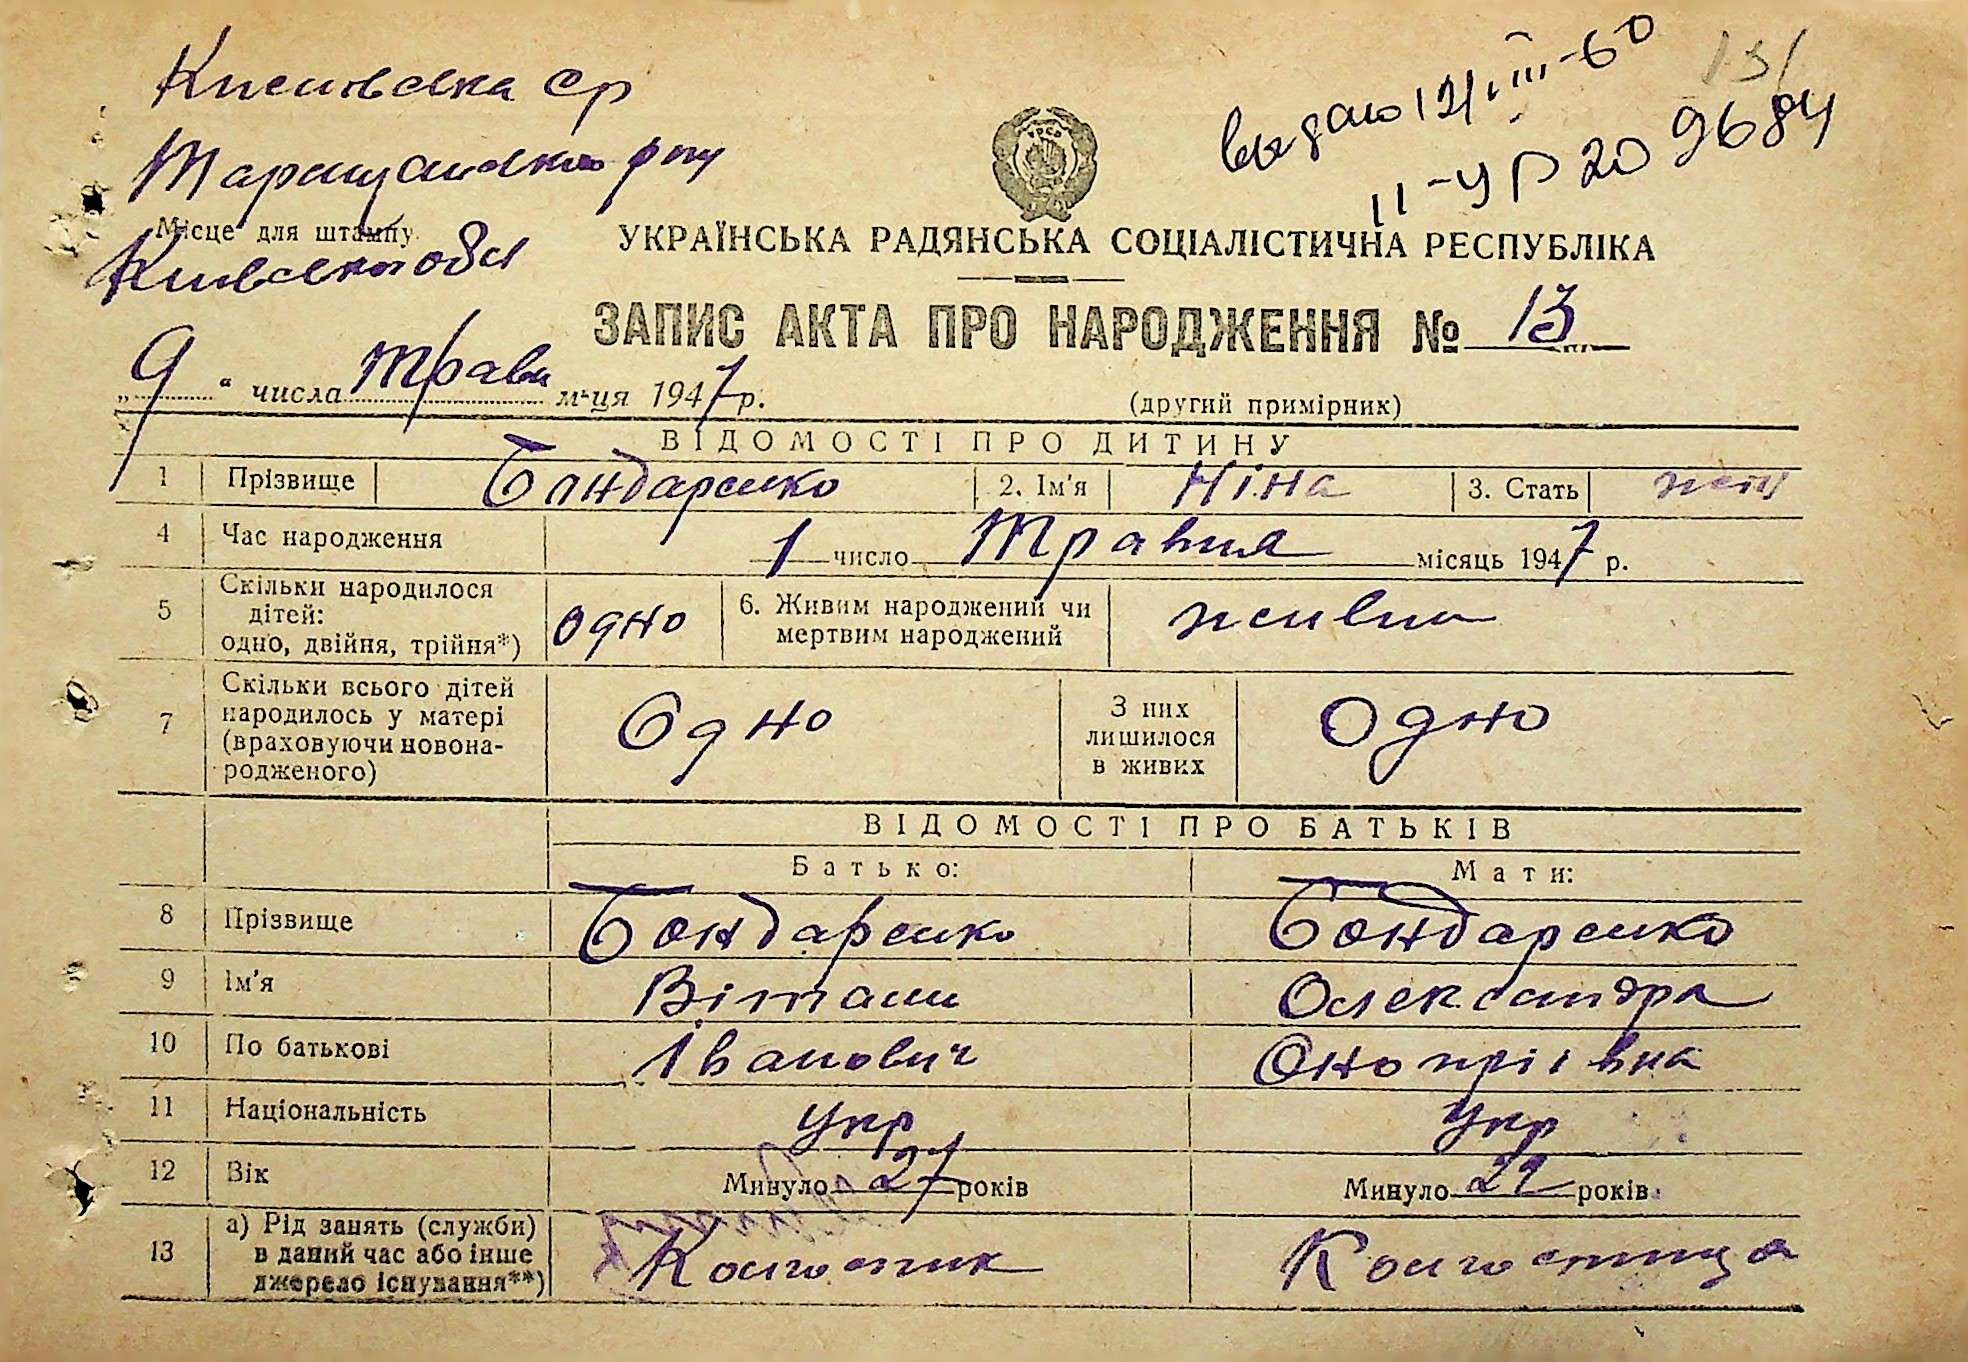 Кисилівська ср
Таращанського р-ну
Місце для штампу
Київської обл
видано 12/III-60
131
II-УР 209684
УРСР
УКРАЇНСЬКА РАДЯНСЬКА СОЦІАЛІСТИЧНА РЕСПУБЛІКА
ЗАПИС АКТА ПРО НАРОДЖЕННЯ № 13
„9“ числа травн м-ця 1947 р.
(другий примірник)
ВІДОМОСТІ ПРО ДИТИНУ
1 Прізвище Бондаренко 2. Ім'я Ніна 3. Стать жен
4 Час народження 1 число Травня місяць 1947 р.
5 Скільки народилося дітей: одно, двійня, трійня*) одно 6. Живим народжений чи мертвим народжений живим
7 Скільки всього дітей народилось у матері (враховуючи новонародженого) Одно З них лишилося в живих Одно
ВІДОМОСТІ ПРО БАТЬКІВ
Батько: Мати:
8 Прізвище Бондаренко Бондаренко
9 Ім'я Віталій Олександра
10 По батькові Іванович Онопріївна
11 Національність укр укр
12 Вік Минуло 27 років Минуло 22 років
13 а) Рід занять (служби) в даний час або інше джерело існування**) Колгоспник Колгоспниця